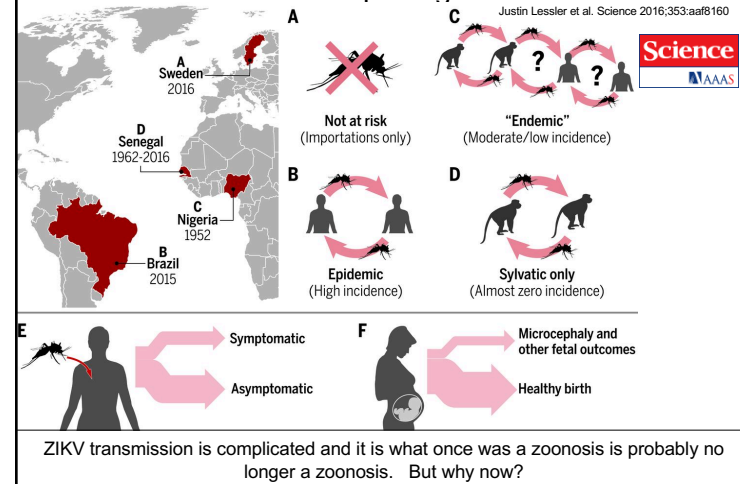 Justin Lessler et al. Science 2016;353:aaf8160
Science
AAAS
A
Sweden
2016
D
Senegal
1962-2016
C
Nigeria
1952
B
Brazil
2015
A
Not at risk
(Importations only)
C
?
?
“Endemic”
(Moderate/low incidence)
B
Epidemic
(High incidence)
D
Sylvatic only
(Almost zero incidence)
E
Symptomatic
Asymptomatic
F
Microcephaly and
other fetal outcomes
Healthy birth
ZIKV transmission is complicated and it is what once was a zoonosis is probably no
longer a zoonosis. But why now?